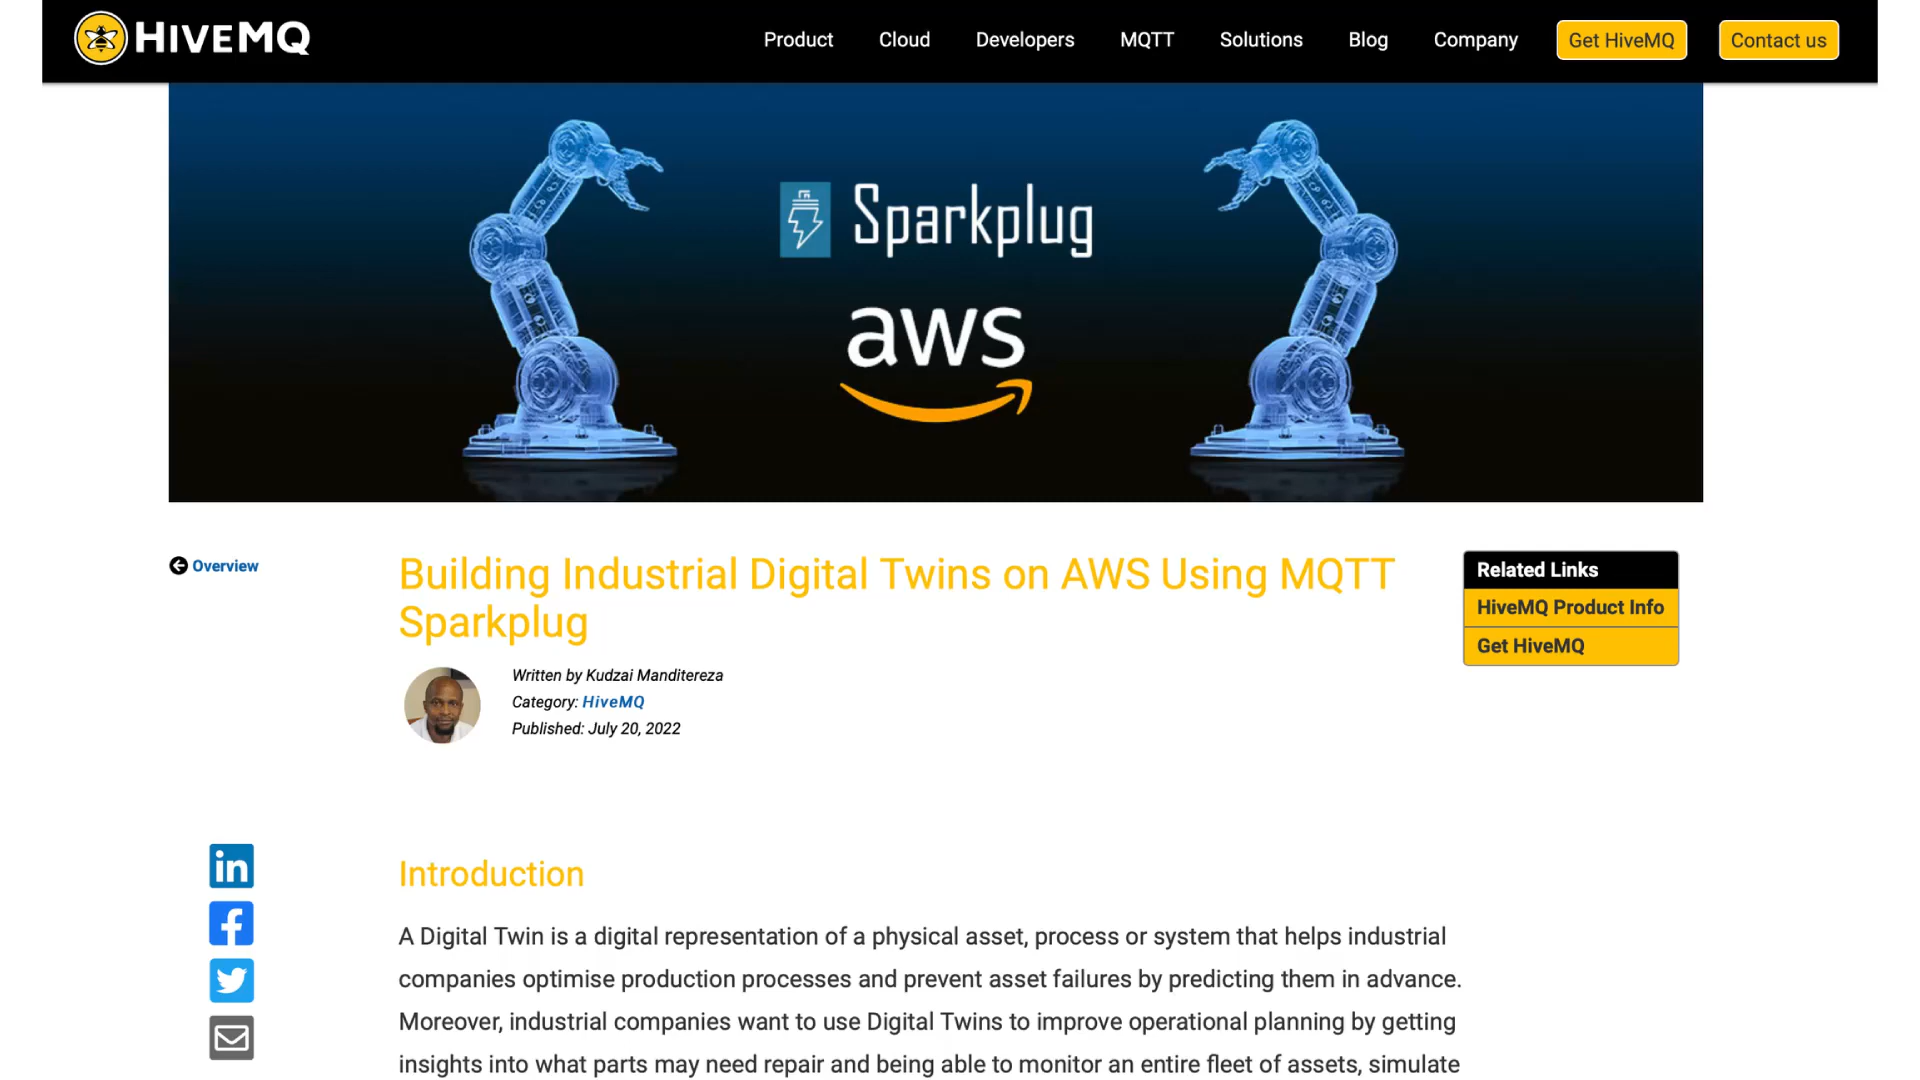 HIVEMQ
Product Cloud Developers MQTT Solutions Blog Company Get HiveMQ Contact us
Sparkplug
aws
Overview
Building Industrial Digital Twins on AWS Using MQTT
Sparkplug
Written by Kudzai Manditereza
Category: HiveMQ
Published: July 20, 2022
Related Links
HiveMQ Product Info
Get HiveMQ
in
f
Introduction
A Digital Twin is a digital representation of a physical asset, process or system that helps industrial
companies optimise production processes and prevent asset failures by predicting them in advance.
Moreover, industrial companies want to use Digital Twins to improve operational planning by getting
insights into what parts may need repair and being able to monitor an entire fleet of assets, simulate